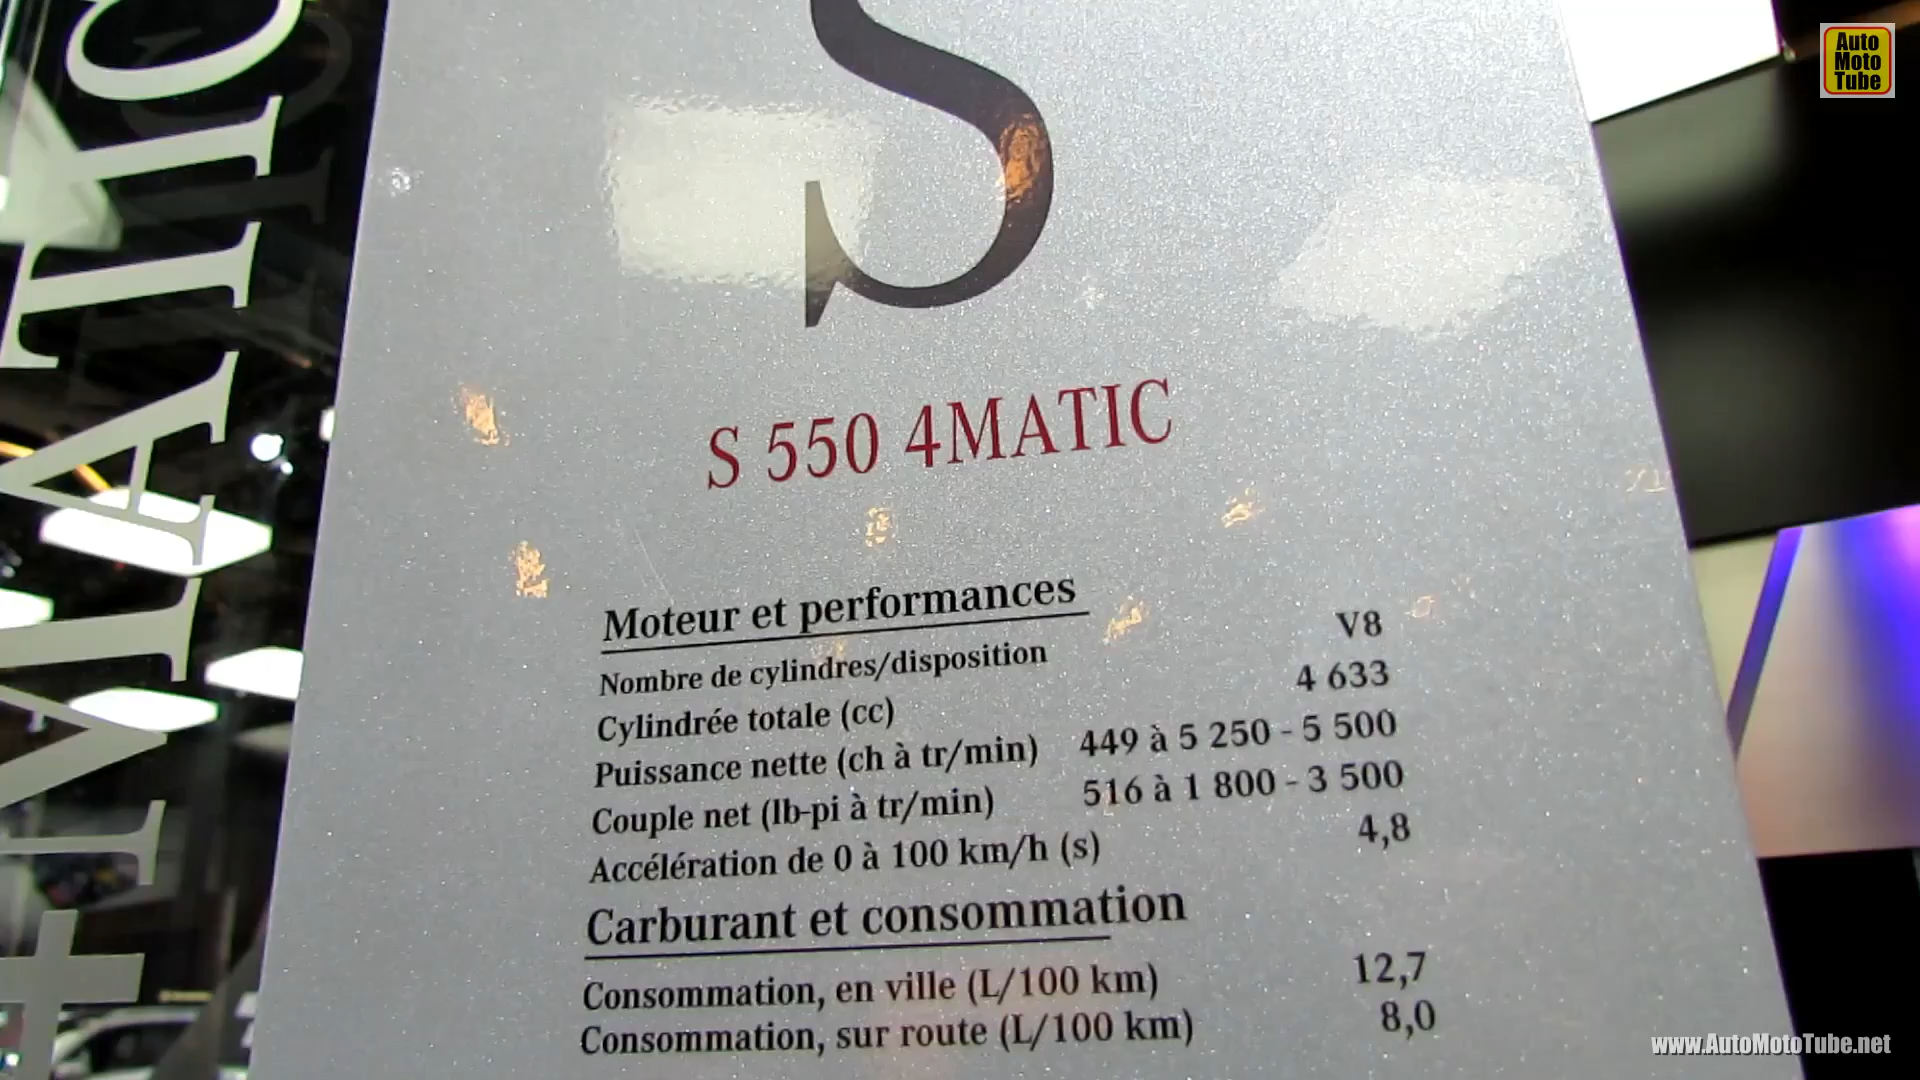 Auto
Moto
Tube
4MATIC
S
S 550 4MATIC
Moteur et performances
Nombre de cylindres/disposition V8
Cylindrée totale (cc) 4 633
Puissance nette (ch à tr/min) 449 à 5 250 - 5 500
Couple net (lb-pi à tr/min) 516 à 1 800 - 3 500
Accélération de 0 à 100 km/h (s) 4,8
Carburant et consommation
Consommation, en ville (L/100 km) 12,7
Consommation, sur route (L/100 km) 8,0
www.AutoMotoTube.net